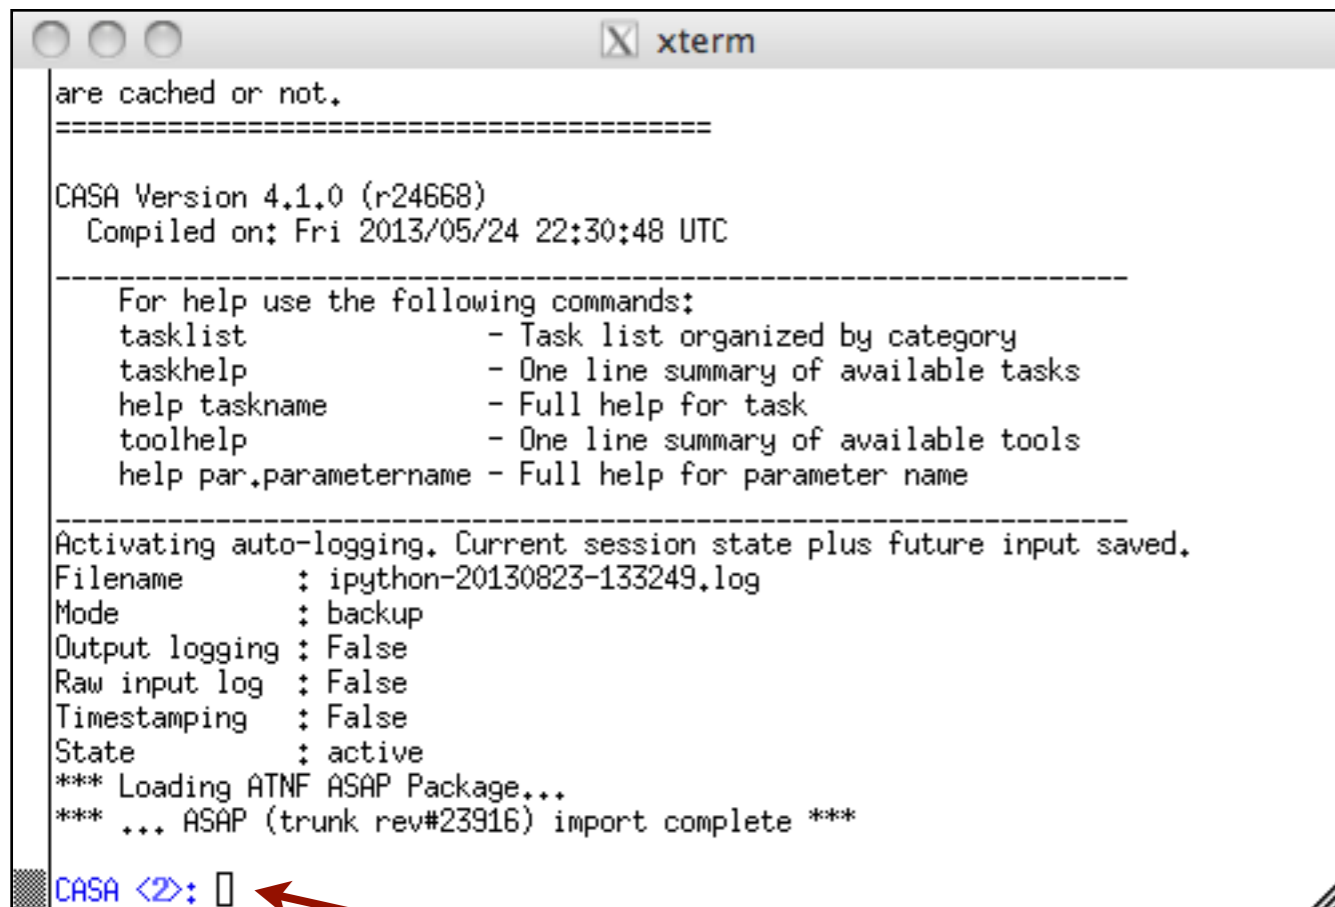 X xterm
are cached or not.
=========================================
CASA Version 4.1.0 (r24668)
  Compiled on: Fri 2013/05/24 22:30:48 UTC
___________________________________________________________________
    For help use the following commands:
    tasklist               - Task list organized by category
    taskhelp               - One line summary of available tasks
    help taskname          - Full help for task
    toolhelp               - One line summary of available tools
    help par.parametername - Full help for parameter name
___________________________________________________________________
Activating auto-logging. Current session state plus future input saved.
Filename       : ipython-20130823-133249.log
Mode           : backup
Output logging : False
Raw input log  : False
Timestamping   : False
State          : active
*** Loading ATNF ASAP Package...
*** ... ASAP (trunk rev#23916) import complete ***
CASA <2>: